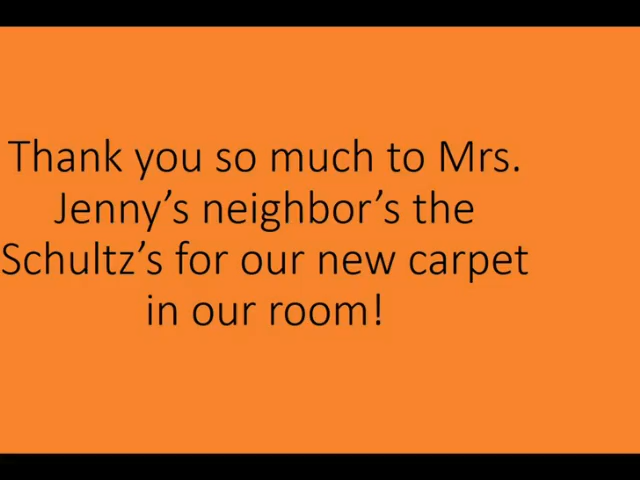 Thank you so much to Mrs.
Jenny’s neighbor’s the
Schultz’s for our new carpet
in our room!